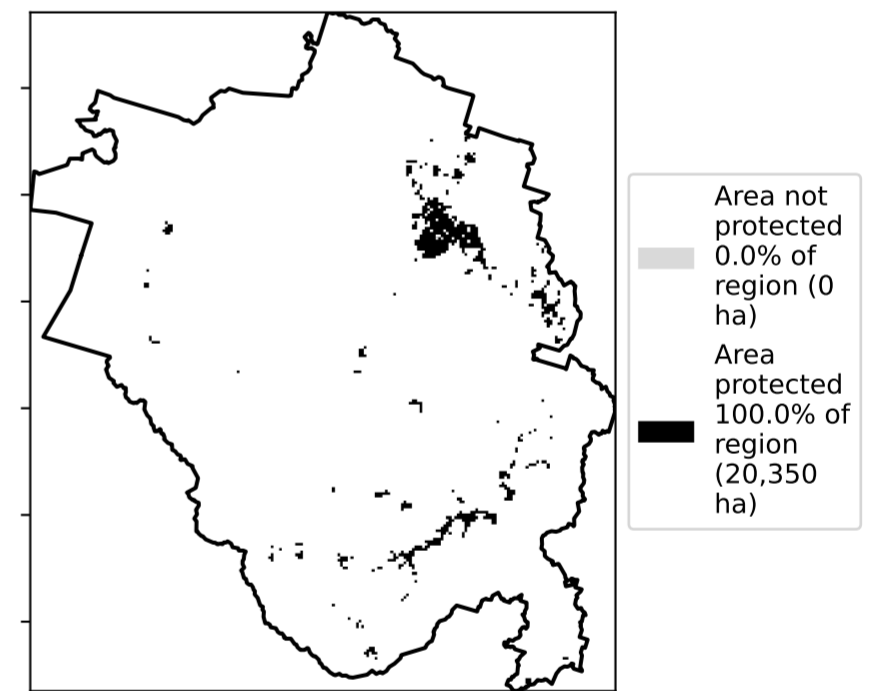 Area not
protected
0.0% of
region (0
ha)
Area
protected
100.0% of
region
(20,350
ha)